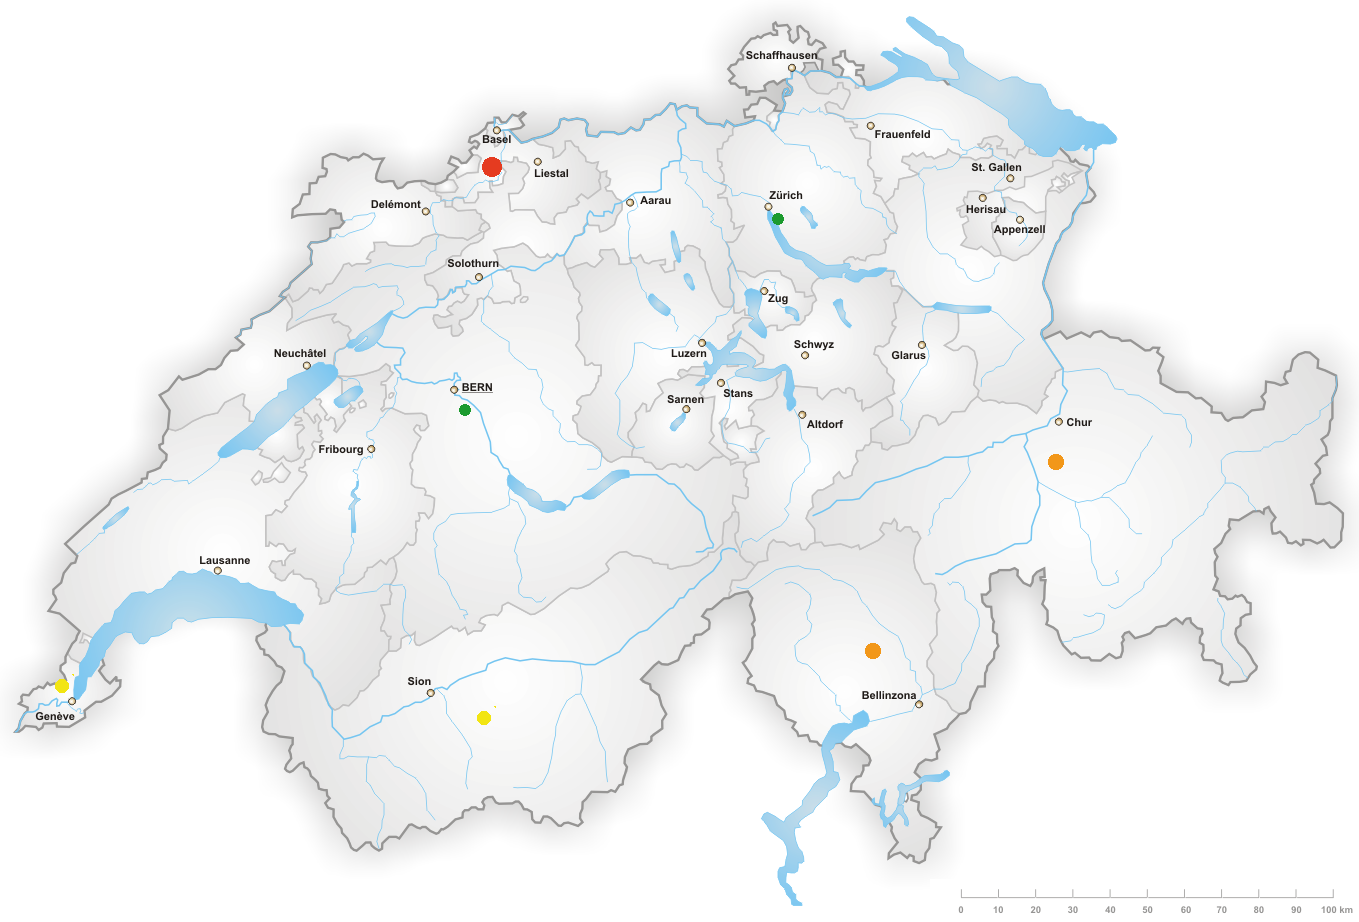 Schaffhausen
Frauenfeld
Basel
Liestal
St. Gallen
Herisau
Appenzell
Delémont
Aarau
Zürich
Solothurn
Zug
Neuchâtel
Luzern
Schwyz
Glarus
BERN
Stans
Sarnen
Altdorf
Chur
Fribourg
Lausanne
Sion
Bellinzona
Genève
0 10 20 30 40 50 60 70 80 90 100 km